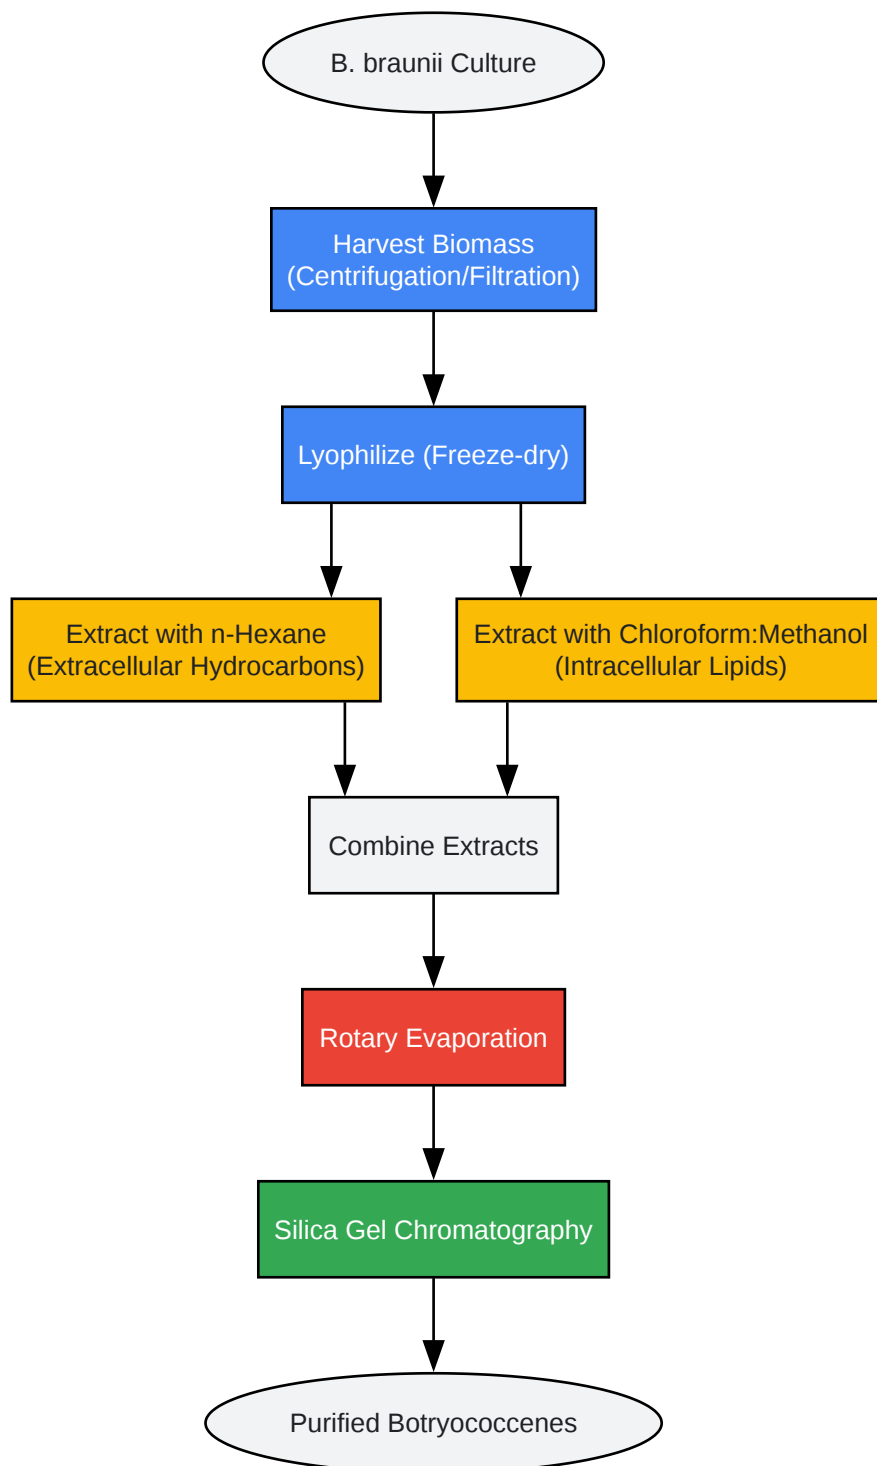 B. braunii Culture
Harvest Biomass
(Centrifugation/Filtration)
Lyophilize (Freeze-dry)
Extract with n-Hexane
(Extracellular Hydrocarbons)
Extract with Chloroform:Methanol
(Intracellular Lipids)
Combine Extracts
Rotary Evaporation
Silica Gel Chromatography
Purified Botryococcenes